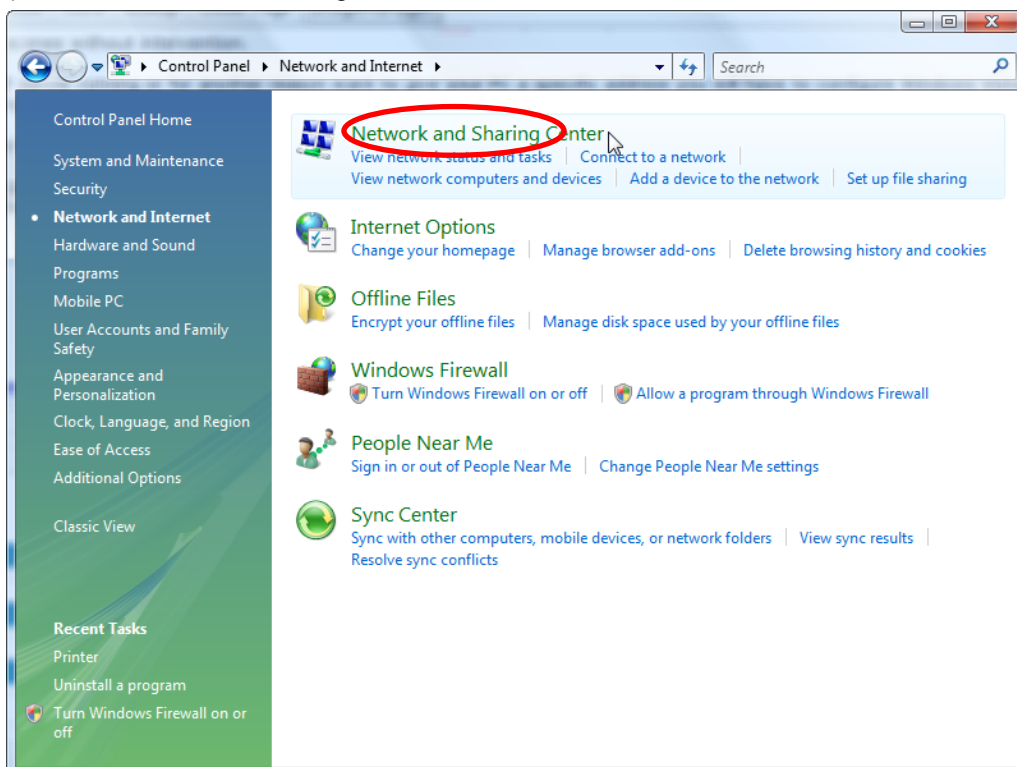 Control Panel Network and Internet Search
Control Panel Home
System and Maintenance
Security
Network and Internet
Hardware and Sound
Programs
Mobile PC
User Accounts and Family
Safety
Appearance and
Personalization
Clock, Language, and Region
Ease of Access
Additional Options
Classic View
Recent Tasks
Printer
Uninstall a program
Turn Windows Firewall on or
off
Network and Sharing Center
View network status and tasks Connect to a network
View network computers and devices Add a device to the network Set up file sharing
Internet Options
Change your homepage Manage browser add-ons Delete browsing history and cookies
Offline Files
Encrypt your offline files Manage disk space used by your offline files
Windows Firewall
Turn Windows Firewall on or off Allow a program through Windows Firewall
People Near Me
Sign in or out of People Near Me Change People Near Me settings
Sync Center
Sync with other computers, mobile devices, or network folders View sync results
Resolve sync conflicts